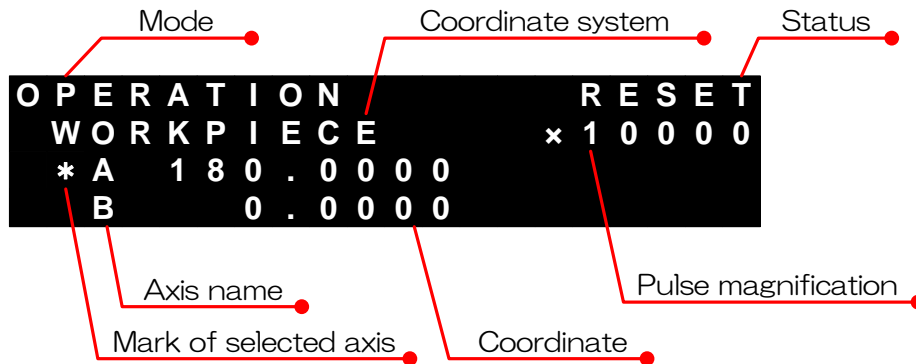 Mode Coordinate system Status
OPERATION RESET
WORKPIECE ×10000
*A 180.0000
B 0.0000
Axis name Pulse magnification
Mark of selected axis Coordinate